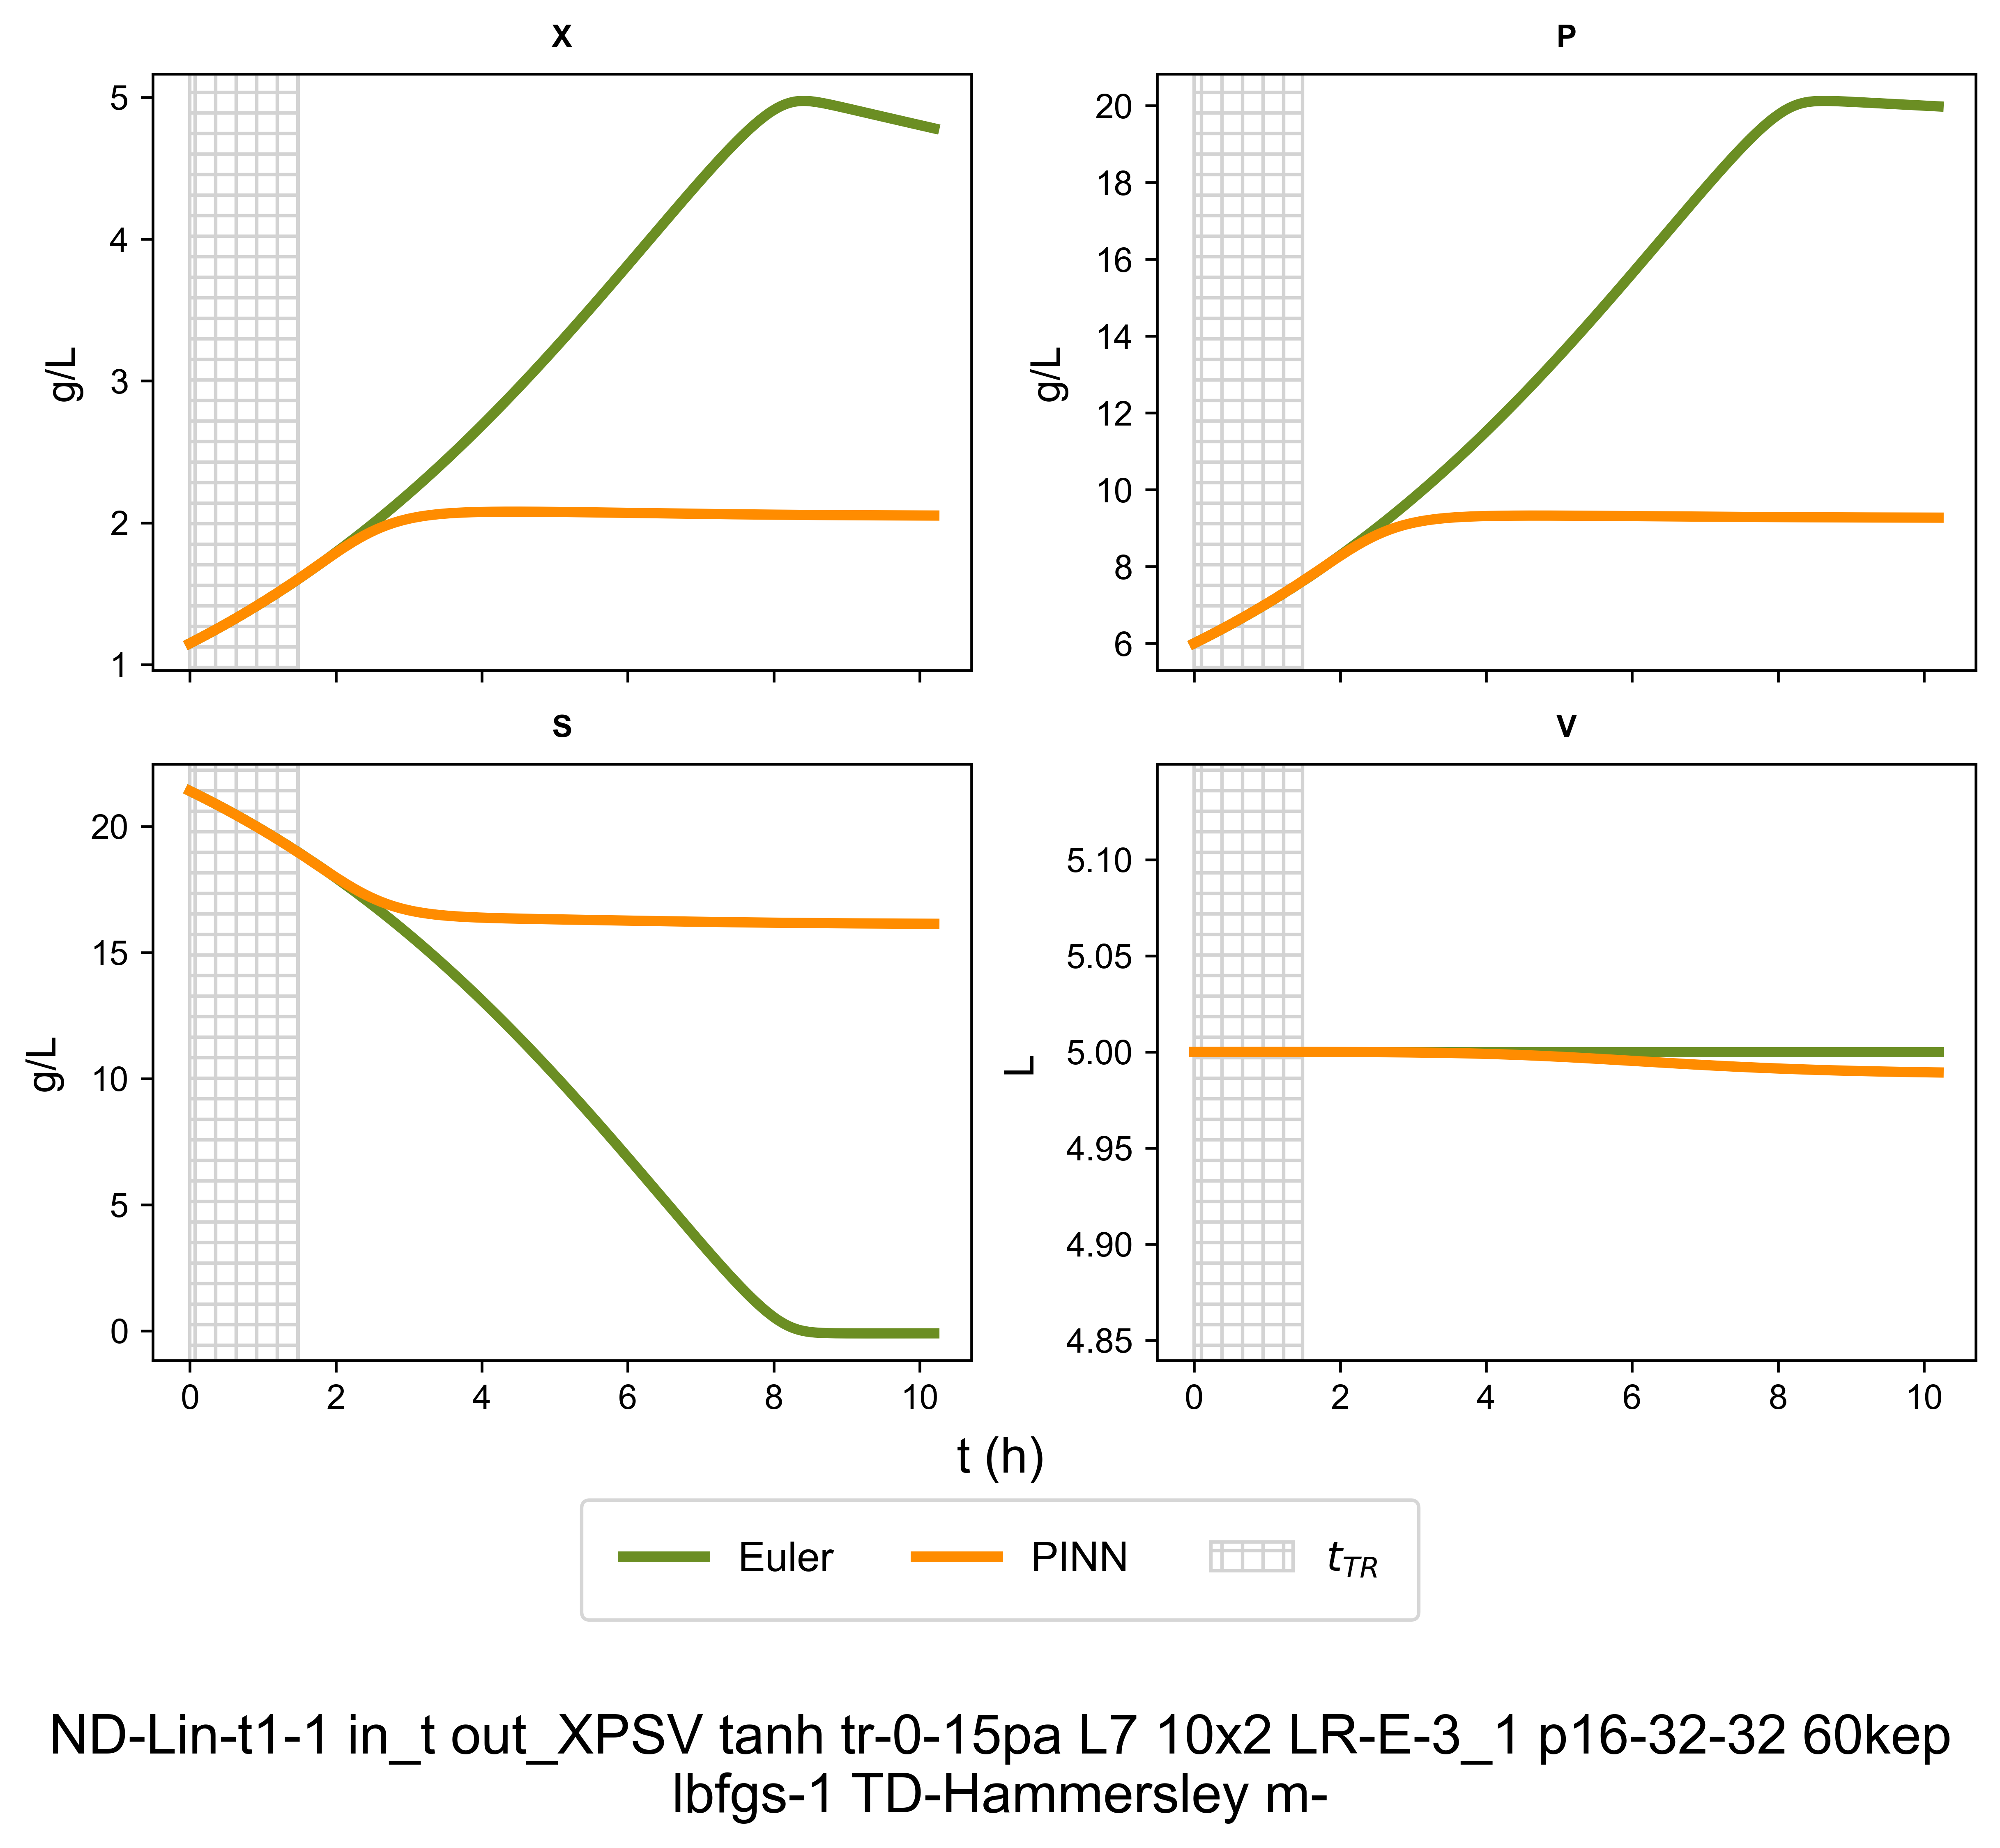 X
P
5
4
3
2
1
g/L
20
18
16
14
12
10
8
6
g/L
S
V
20
15
10
5
0
g/L
0
2
4
6
8
10
5.10
5.05
5.00
4.95
4.90
4.85
L
0
2
4
6
8
10
t (h)
Euler
PINN
t_TR
ND-Lin-t1-1 in_t out_XPSV tanh tr-0-15pa L7 10x2 LR-E-3_1 p16-32-32 60kep
lbfgs-1 TD-Hammersley m-